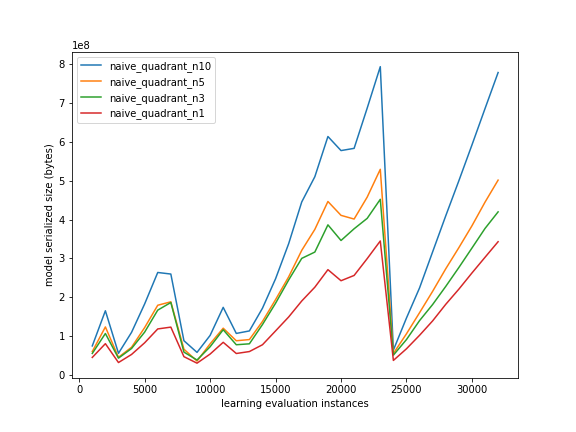 1e8
8
7
6
5
4
3
2
1
0
model serialized size (bytes)
naive_quadrant_n10
naive_quadrant_n5
naive_quadrant_n3
naive_quadrant_n1
0 5000 10000 15000 20000 25000 30000
learning evaluation instances